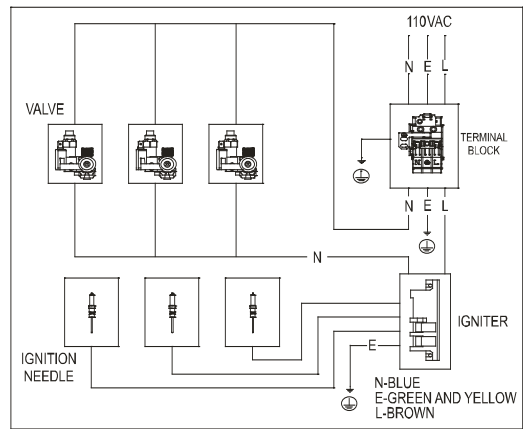 110VAC
N E L
VALVE
TERMINAL
BLOCK
N L
N E L
N
IGNITER
E
IGNITION
NEEDLE
N-BLUE
E-GREEN AND YELLOW
L-BROWN